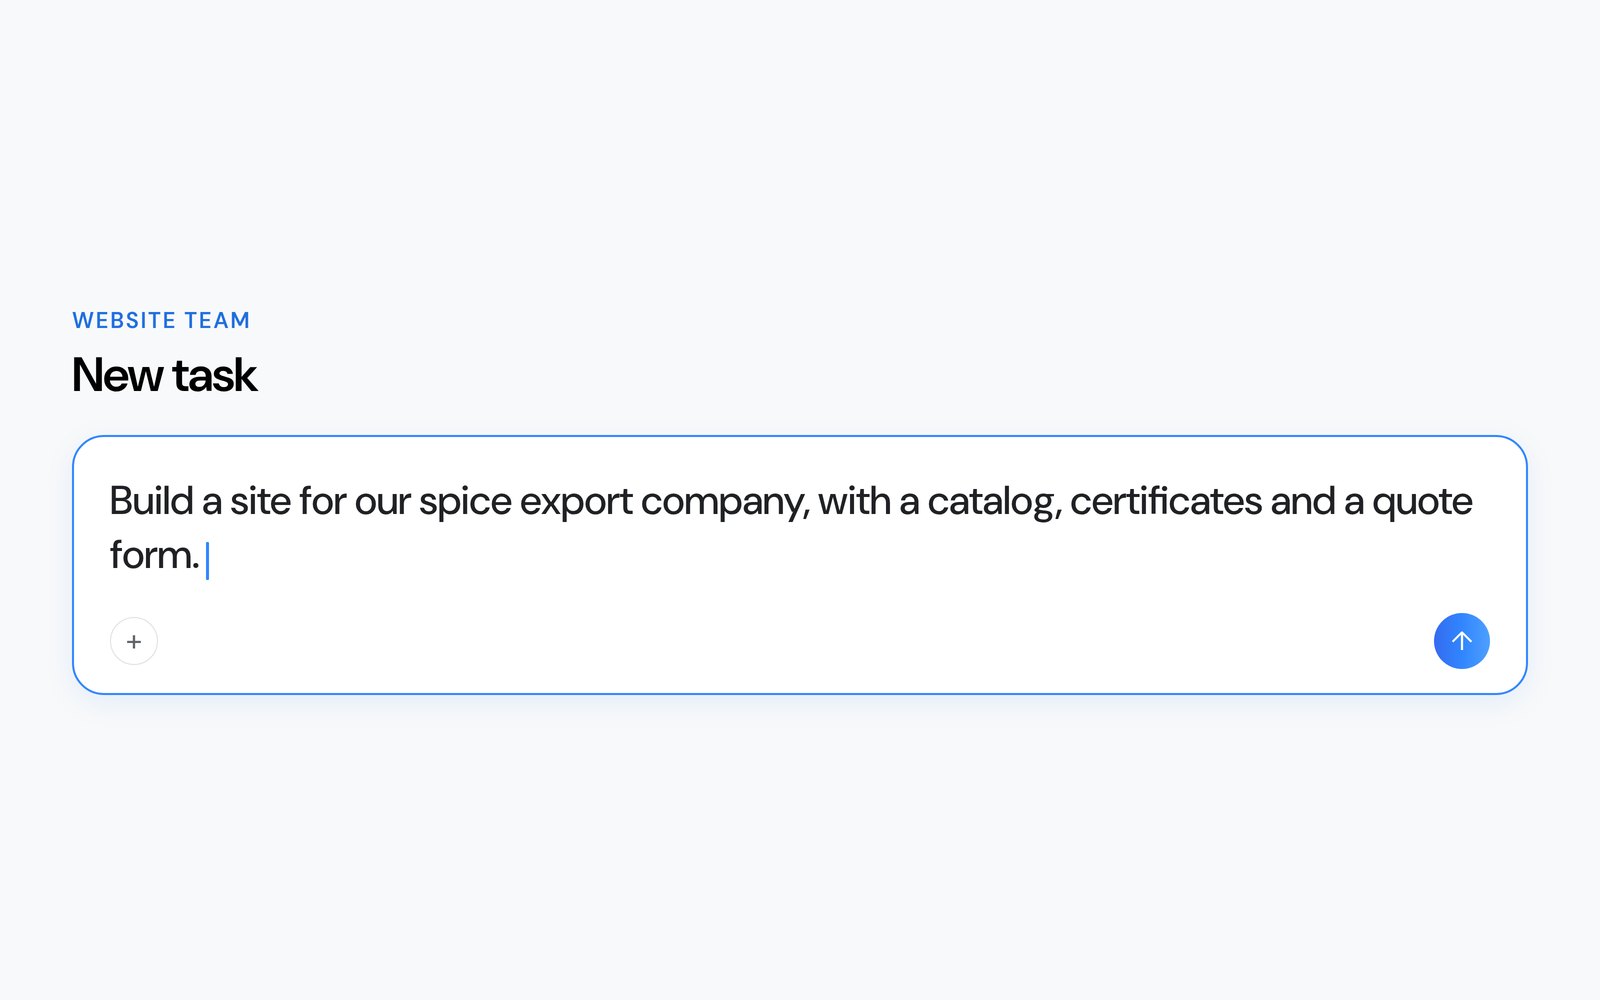 WEBSITE TEAM
New task
Build a site for our spice export company, with a catalog, certificates and a quote
form.